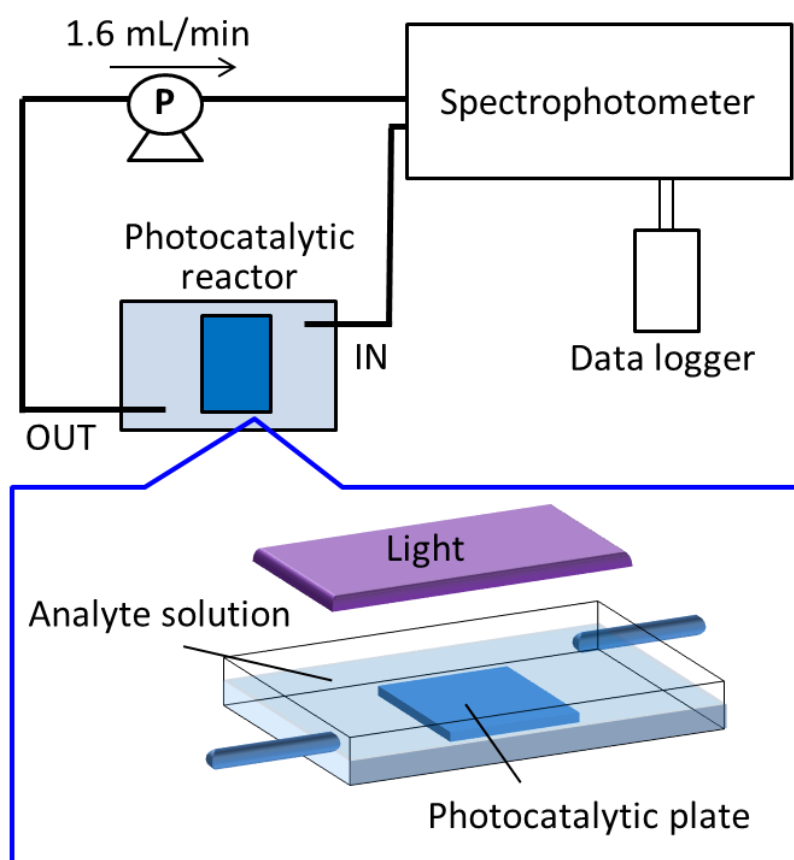 1.6 mL/min
P
Spectrophotometer
Photocatalytic
reactor
IN
Data logger
OUT
Light
Analyte solution
Photocatalytic plate